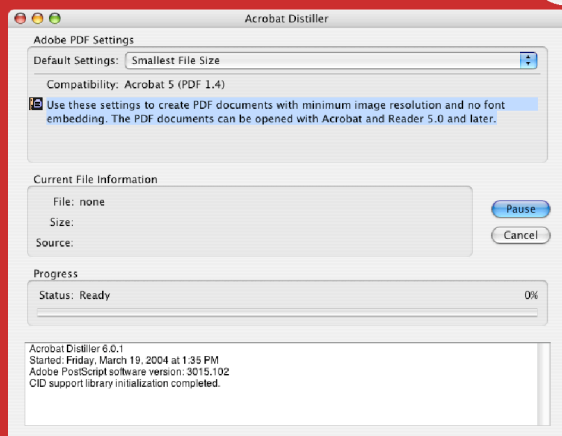 Acrobat Distiller
Adobe PDF Settings
Default Settings: Smallest File Size
Compatibility: Acrobat 5 (PDF 1.4)
Use these settings to create PDF documents with minimum image resolution and no font
embedding. The PDF documents can be opened with Acrobat and Reader 5.0 and later.
Current File Information
File: none
Size:
Source:
Pause
Cancel
Progress
Status: Ready 0%
Acrobat Distiller 6.0.1
Started: Friday, March 19, 2004 at 1:35 PM
Adobe PostScript software version: 3015.102
CID support library initialization completed.